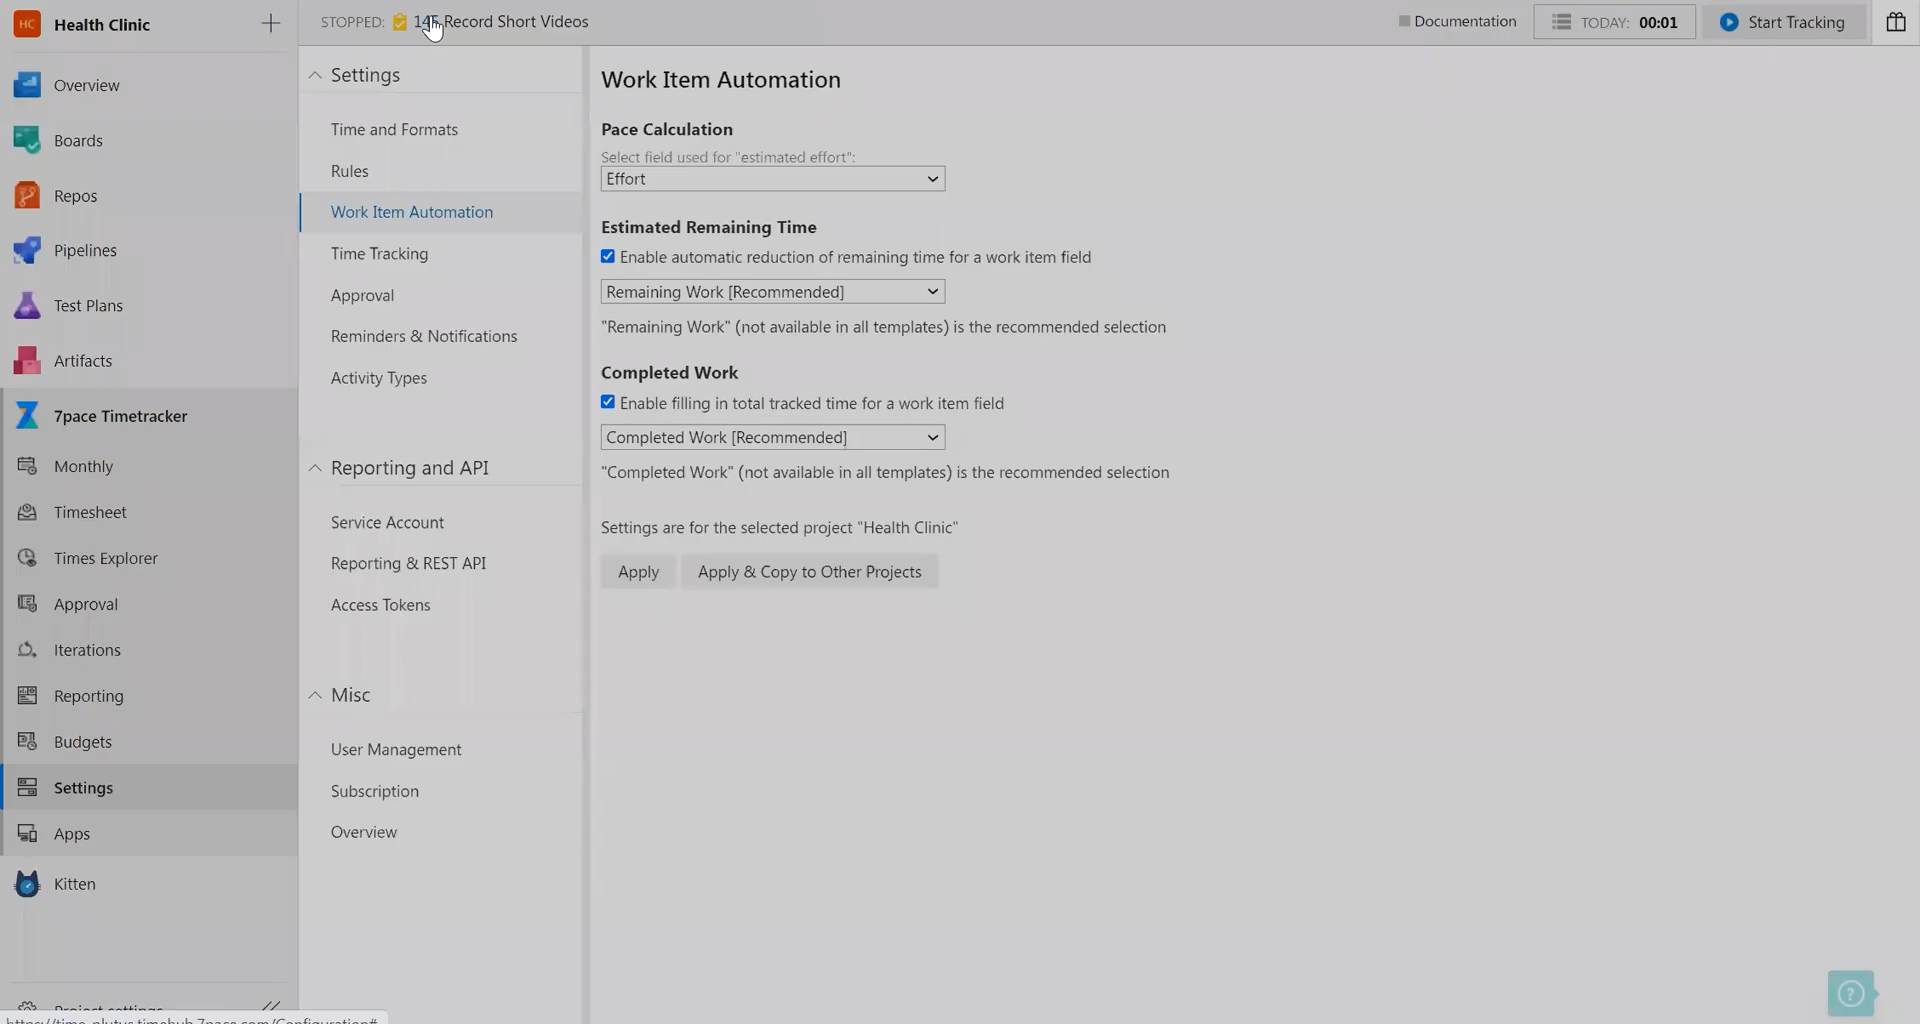 HC Health Clinic
STOPPED: Record Short Videos
Documentation
TODAY: 00:01
Start Tracking
Overview
Boards
Repos
Pipelines
Test Plans
Artifacts
7pace Timetracker
Monthly
Timesheet
Times Explorer
Approval
Iterations
Reporting
Budgets
Settings
Apps
Kitten
Project settings
Settings
Time and Formats
Rules
Work Item Automation
Time Tracking
Approval
Reminders & Notifications
Activity Types
Reporting and API
Service Account
Reporting & REST API
Access Tokens
Misc
User Management
Subscription
Overview
Work Item Automation
Pace Calculation
Select field used for "estimated effort":
Effort
Estimated Remaining Time
Enable automatic reduction of remaining time for a work item field
Remaining Work [Recommended]
"Remaining Work" (not available in all templates) is the recommended selection
Completed Work
Enable filling in total tracked time for a work item field
Completed Work [Recommended]
"Completed Work" (not available in all templates) is the recommended selection
Settings are for the selected project "Health Clinic"
Apply
Apply & Copy to Other Projects